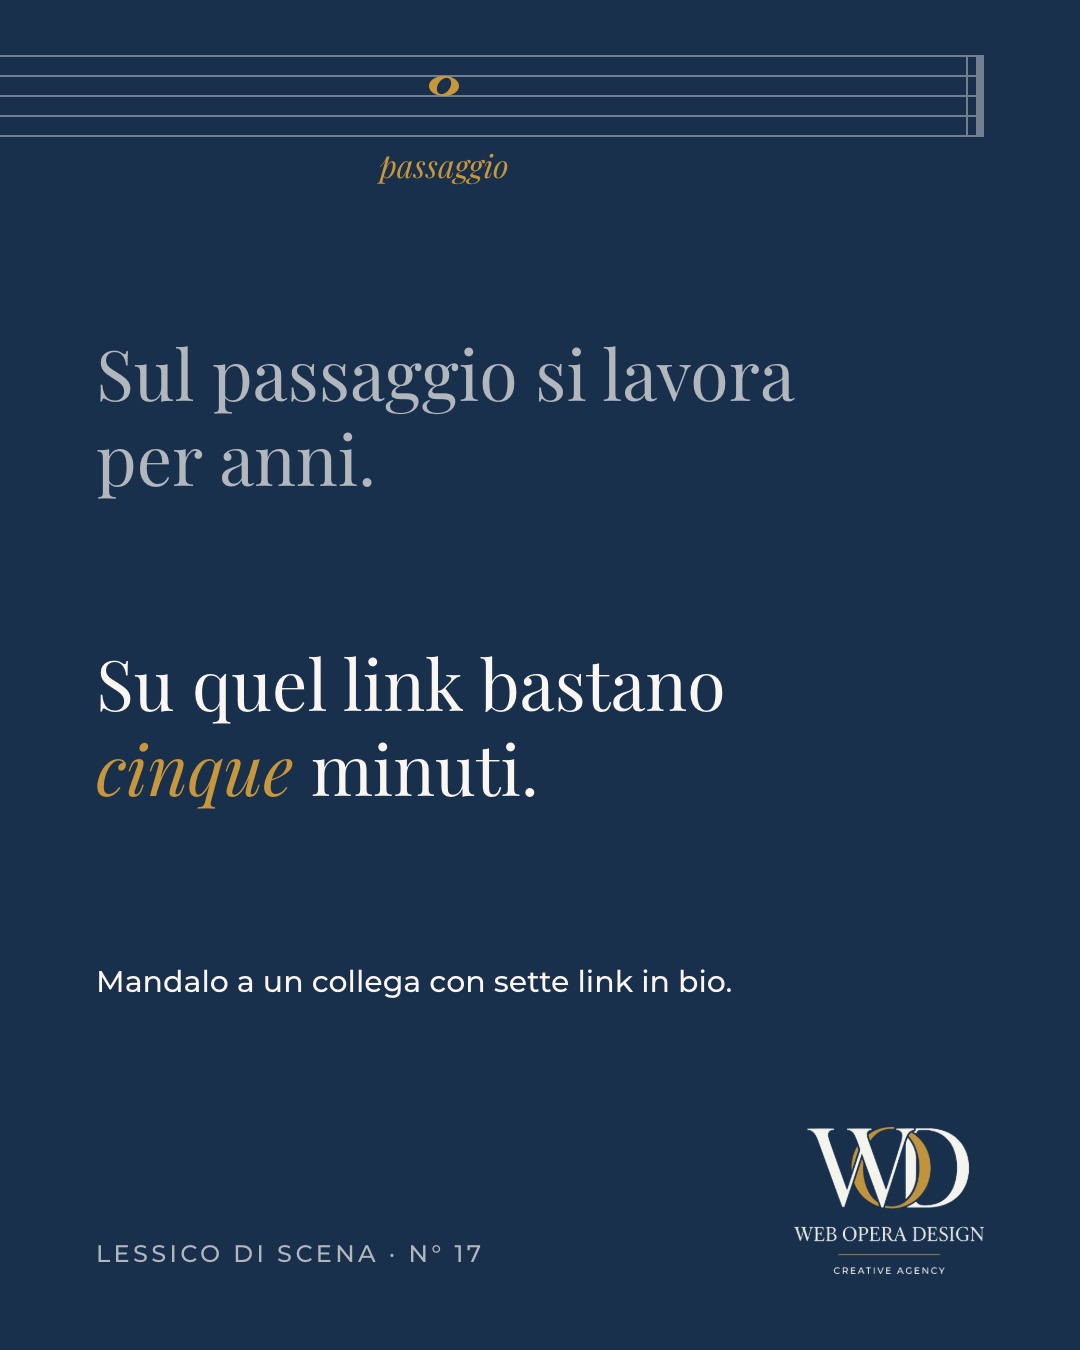 passaggio
Sul passaggio si lavora
per anni.
Su quel link bastano
cinque minuti.
Mandalo a un collega con sette link in bio.
WOD
WEB OPERA DESIGN
CREATIVE AGENCY
LESSICO DI SCENA · N° 17